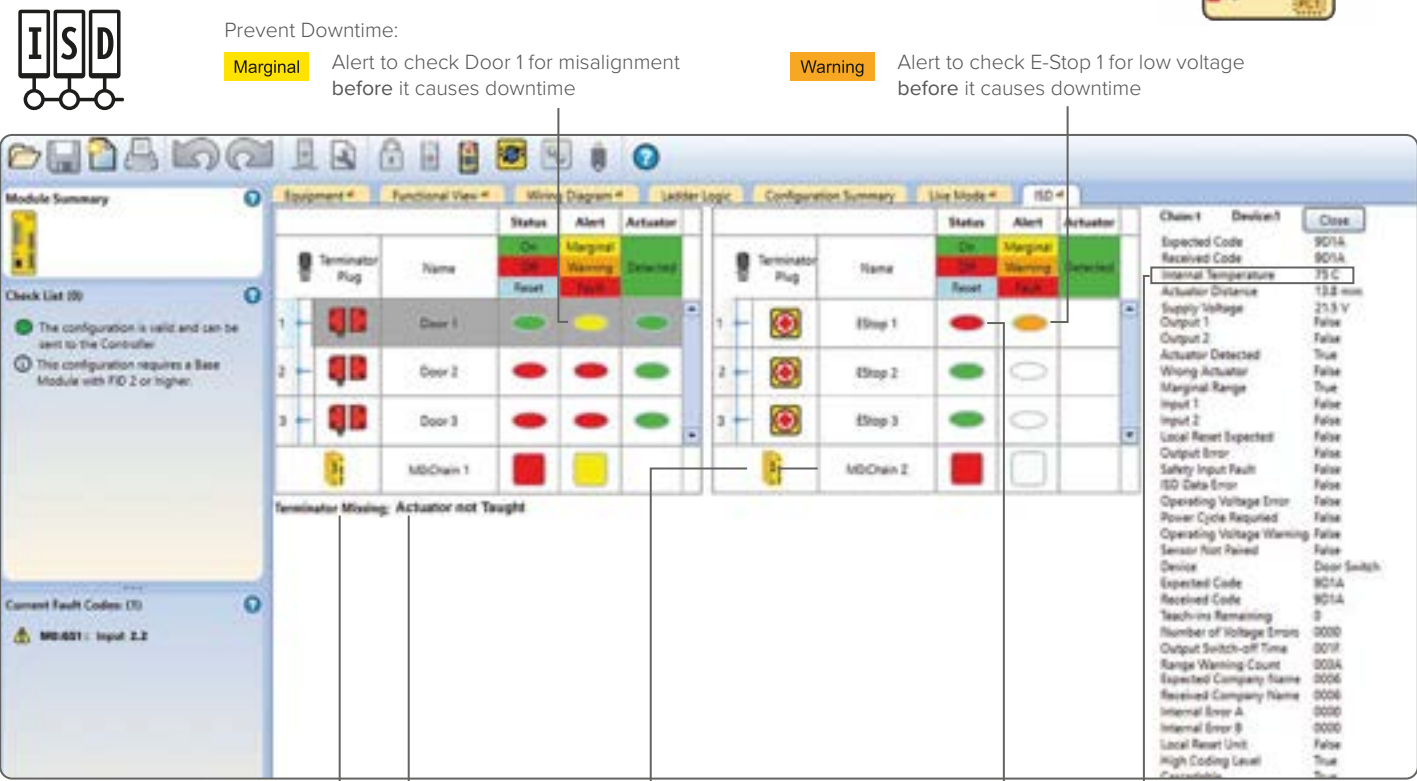 ISD
Prevent Downtime:
Marginal
Alert to check Door 1 for misalignment
before it causes downtime
Warning
Alert to check E-Stop 1 for low voltage
before it causes downtime
Module Summary
Check List (0)
The configuration is valid and can be
sent to the Controller
This configuration requires a Base
Module with FID 2 or higher.
Current Fault Codes: (1)
M0:601 : Input 2.2
Equipment
Functional View
Wiring Diagram
Ladder Logic
Configuration Summary
Live Mode
ISD
Status Alert Actuator
Terminator Plug
Name
On Marginal
Off Warning Detected
Reset Fault
1 Door 1
2 Door 2
3 Door 3
M0:Chain 1
Terminator Missing; Actuator not Taught
Status Alert Actuator
Terminator Plug
Name
On Marginal
Off Warning Detected
Reset Fault
1 EStop 1
2 EStop 2
3 EStop 3
M0:Chain 2
Chain:1 Device:1 Close
Expected Code 9D1A
Received Code 9D1A
Internal Temperature 75 C
Actuator Distance 13.8 mm
Supply Voltage 21.5 V
Output 1 False
Output 2 False
Actuator Detected True
Wrong Actuator False
Marginal Range True
Input 1 False
Input 2 False
Local Reset Expected False
Output Error False
Safety Input Fault False
ISD Data Error False
Operating Voltage Error False
Power Cycle Required False
Operating Voltage Warning False
Sensor Not Paired False
Device Door Switch
Expected Code 9D1A
Received Code 9D1A
Teach-ins Remaining 0
Number of Voltage Errors 0000
Output Switch-off Time 001F
Range Warning Count 003A
Expected Company Name 0006
Received Company Name 0006
Internal Error A 0000
Internal Error B 0000
Local Reset Unit False
High Coding Level True